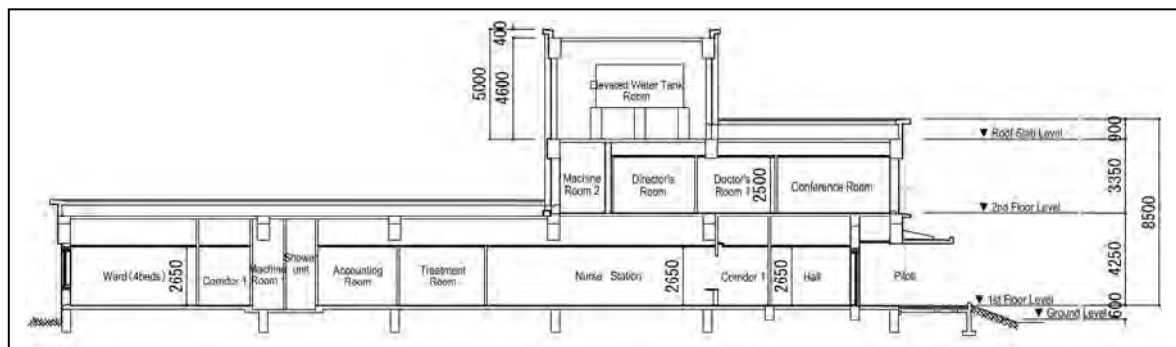 400
5000
4600
Elevated Water Tank
Room
▼ Roof Slab Level
900
Machine
Room 2
Director's
Room
Doctor's
Room 1
2500
Conference Room
3350
8500
▼ 2nd Floor Level
Ward(4beds)
2650
Corridor 1
Machine
Room 1
Shower
unit
Accounting
Room
Treatment
Room
Nurse Station
2650
Corridor 1
2650
Hall
Piloti
4250
▼ 1st Floor Level
▼ Ground Level
600